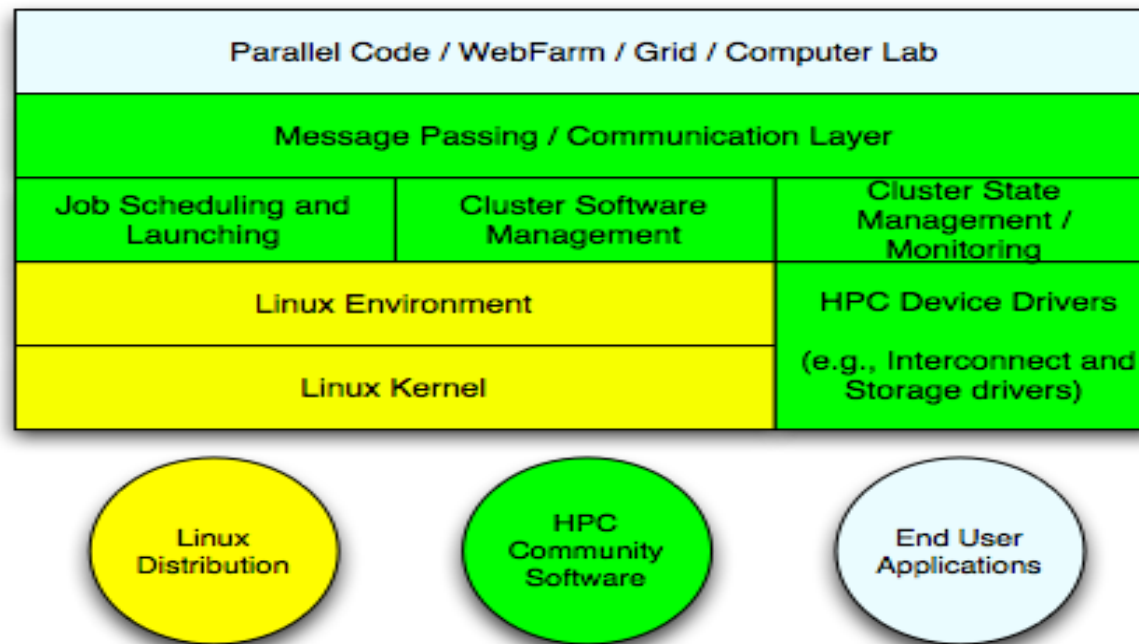 Parallel Code / WebFarm / Grid / Computer Lab
Message Passing / Communication Layer
Job Scheduling and
Launching
Cluster Software
Management
Cluster State
Management /
Monitoring
Linux Environment
Linux Kernel
HPC Device Drivers
(e.g., Interconnect and
Storage drivers)
Linux
Distribution
HPC
Community
Software
End User
Applications